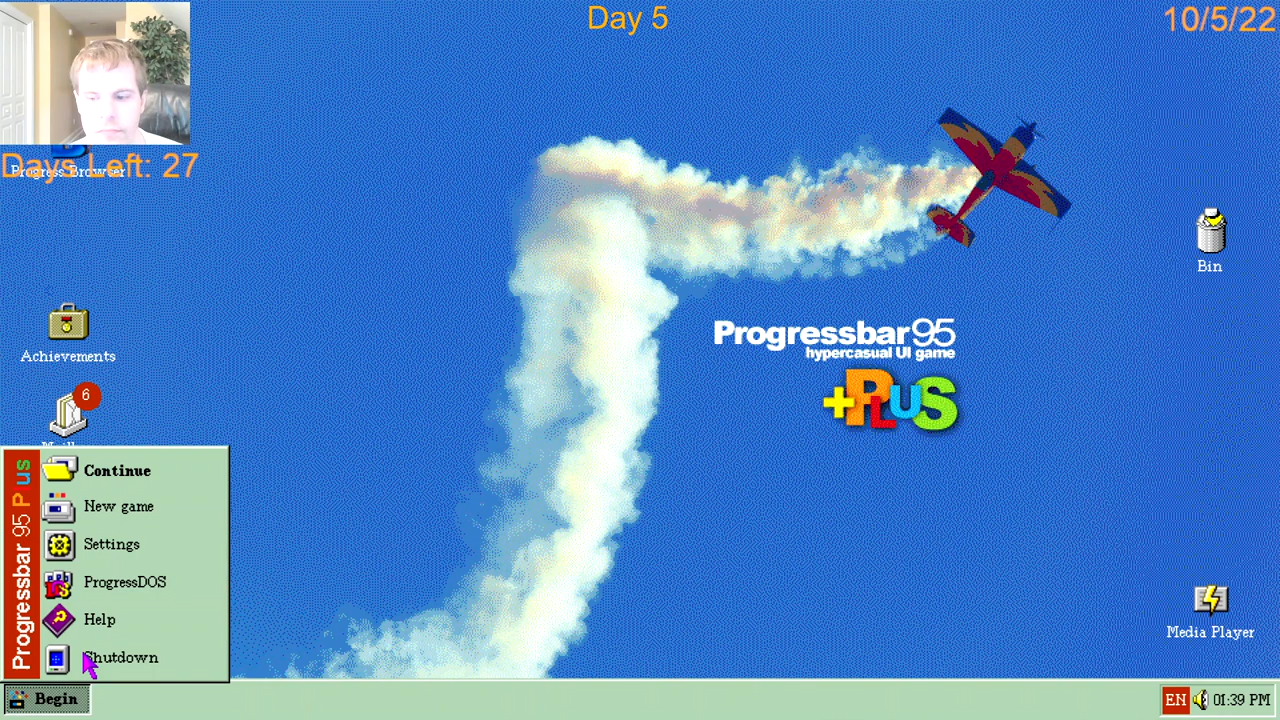 Day 5
10/5/22
Days Left: 27
Progress Browser
Bin
Progressbar95
hypercasual UI game
+PLUS
Achievements
6
Progressbar 95 P us
Continue
New game
Settings
ProgressDOS
Help
Shutdown
Media Player
Begin
EN 01:39 PM